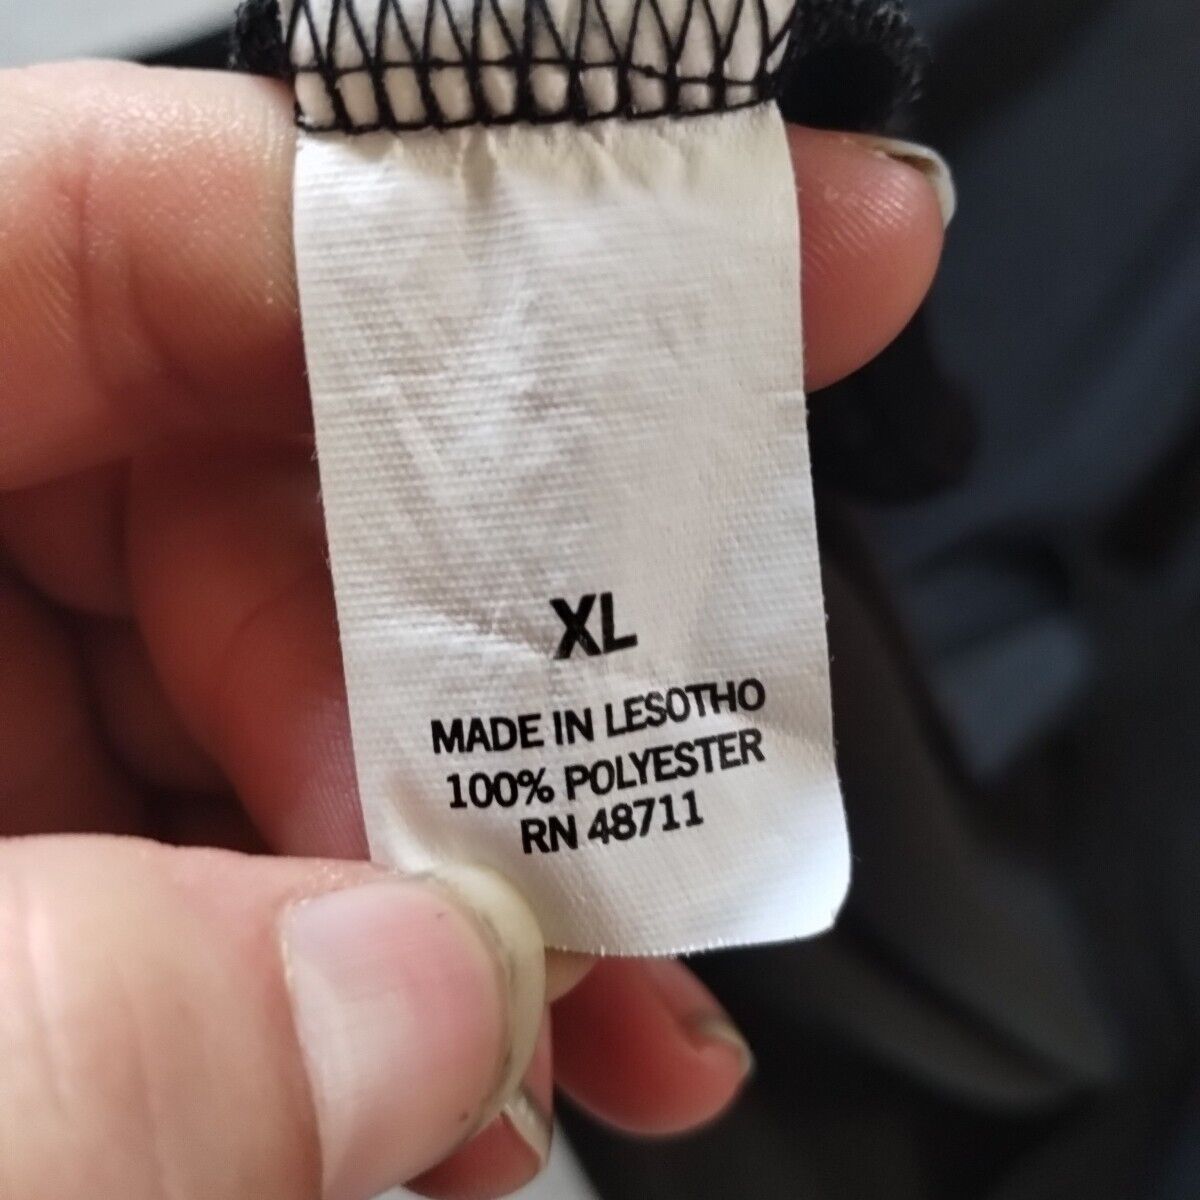 XL
MADE IN LESOTHO
100% POLYESTER
RN 48711